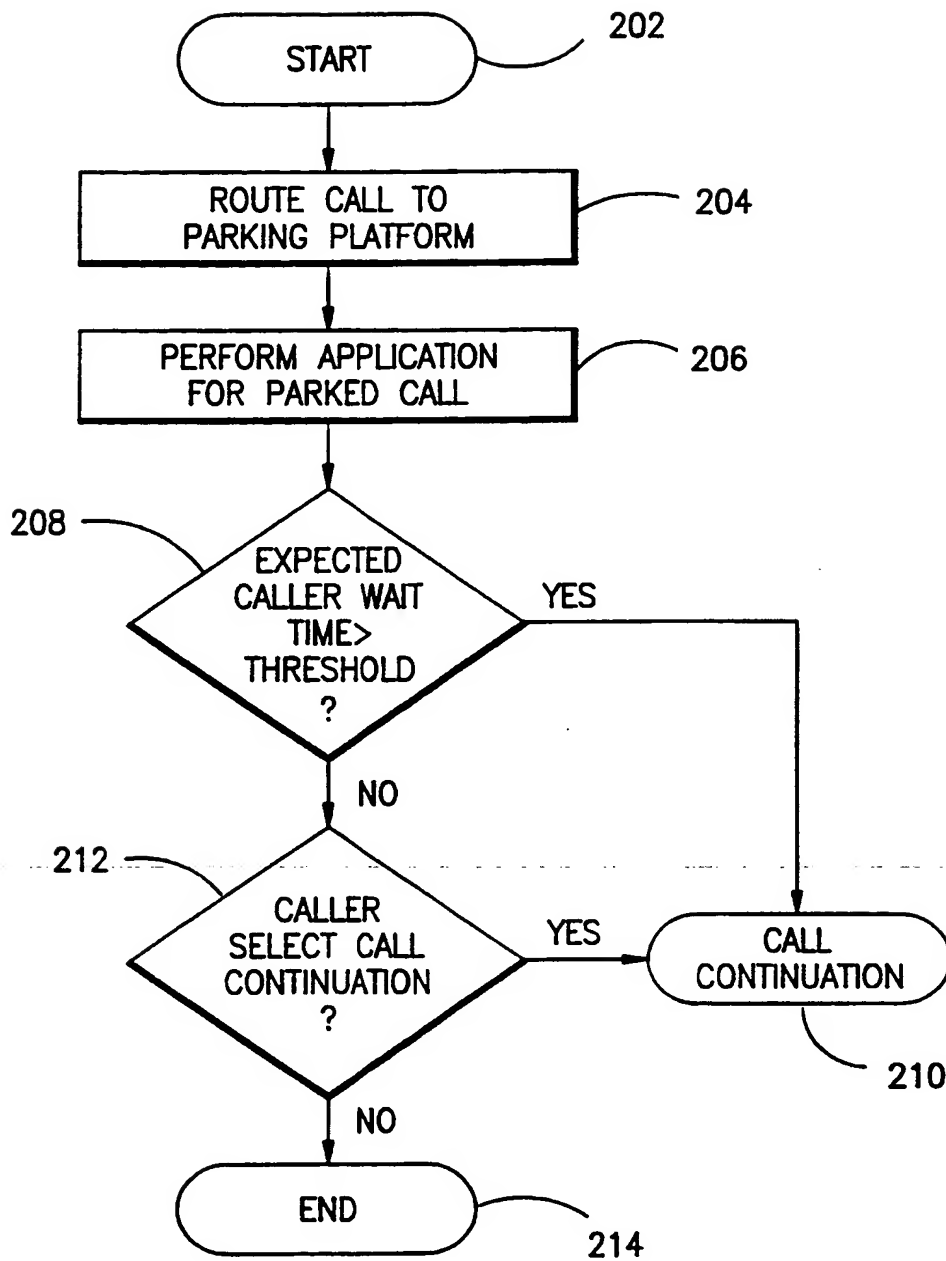 START
202
ROUTE CALL TO
PARKING PLATFORM
204
PERFORM APPLICATION
FOR PARKED CALL
206
208
EXPECTED
CALLER WAIT
TIME>
THRESHOLD
?
YES
NO
212
CALLER
SELECT CALL
CONTINUATION
?
YES
CALL
CONTINUATION
210
NO
END
214